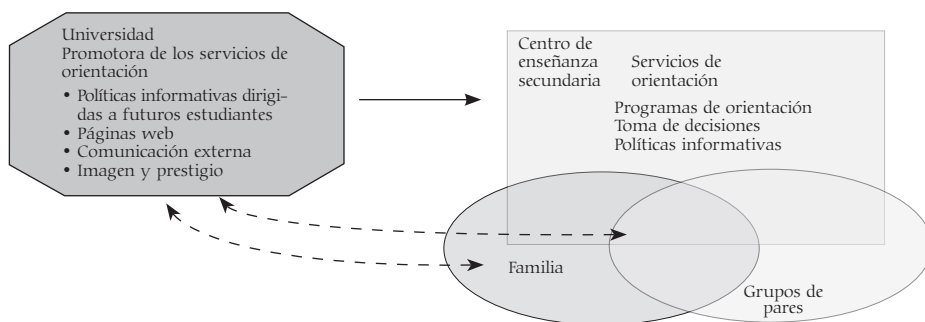 Universidad
Promotora de los servicios de
orientación
• Políticas informativas dirigi-
das a futuros estudiantes
• Páginas web
• Comunicación externa
• Imagen y prestigio
Centro de
enseñanza
secundaria
Servicios de
orientación
Programas de orientación
Toma de decisiones
Políticas informativas
Familia
Grupos de
pares